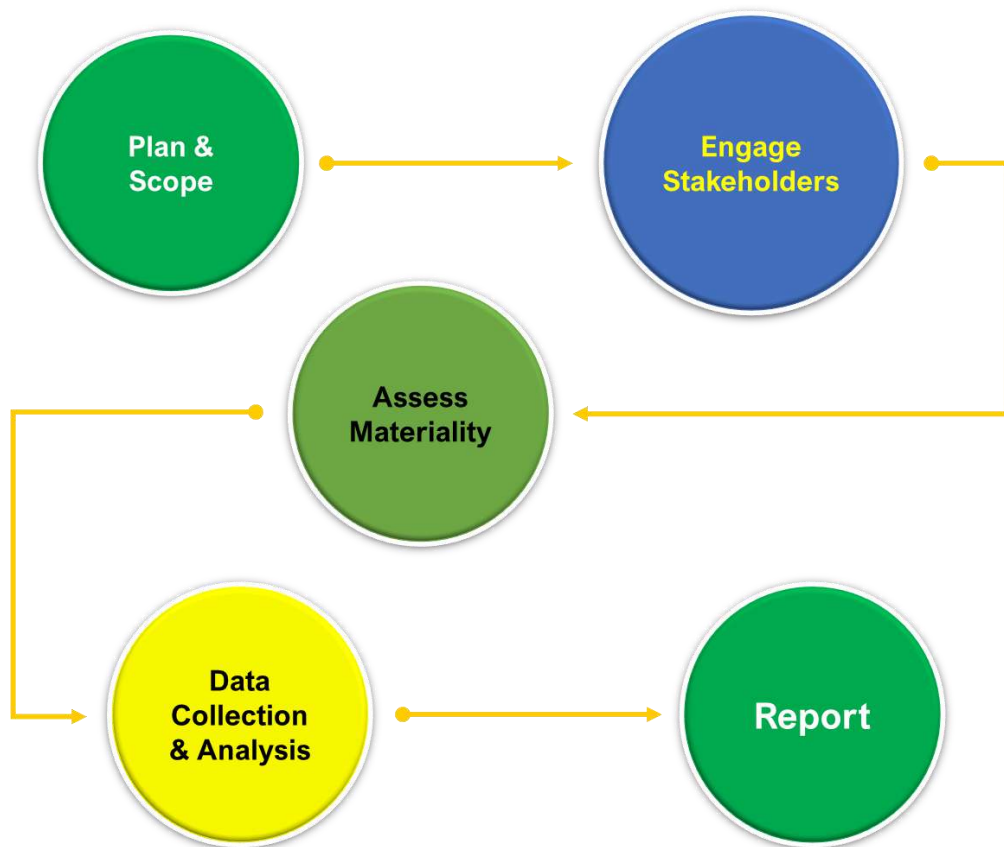 Plan &
Scope
Engage
Stakeholders
Assess
Materiality
Data
Collection
& Analysis
Report